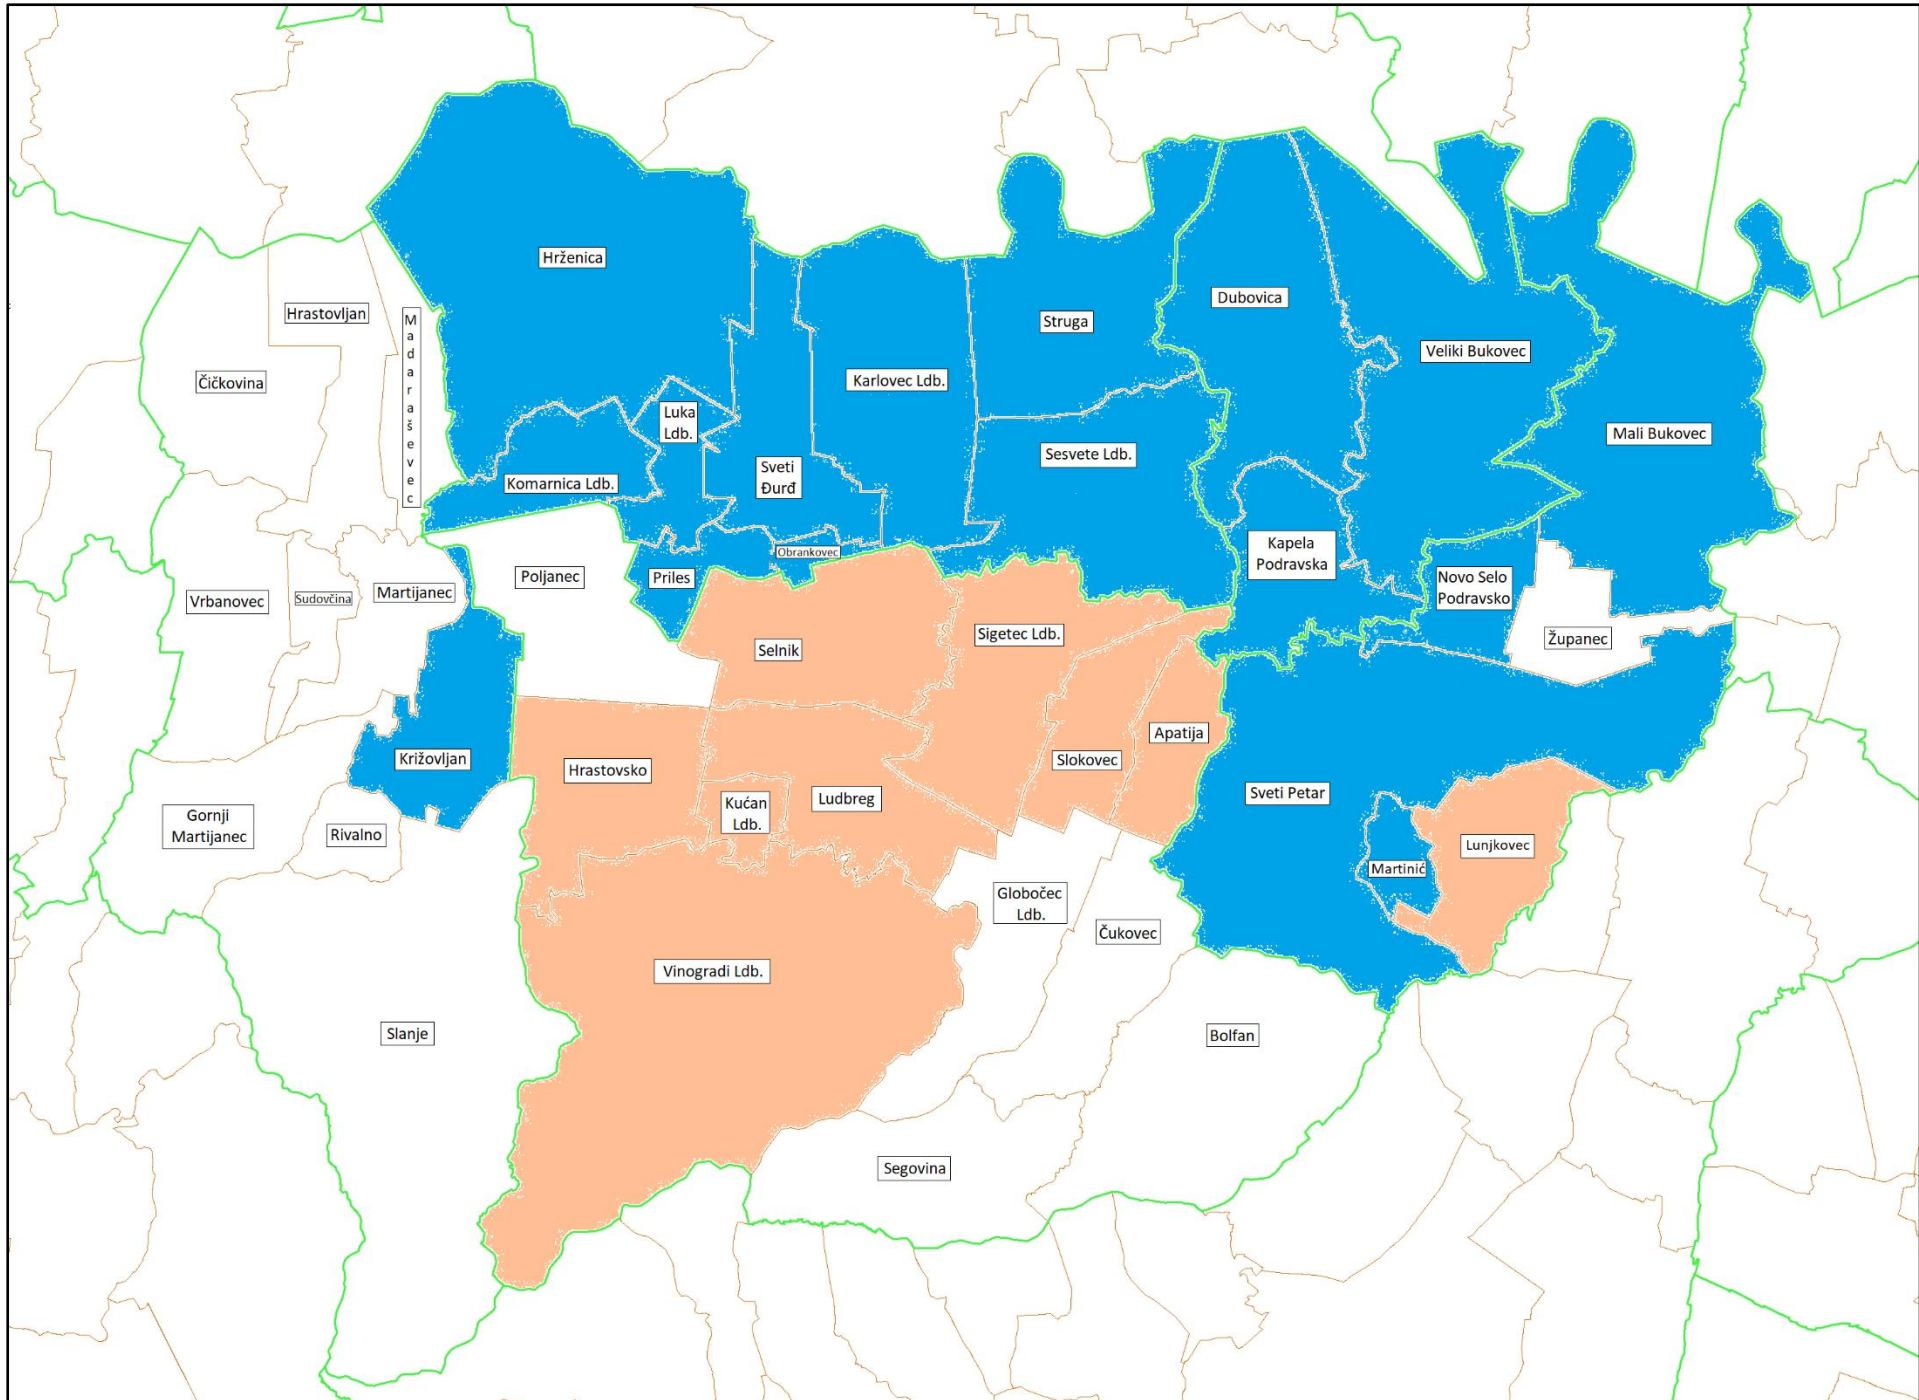 Hrženica
Dubovica
Hrastovljan
Struga
Madaraševec
Veliki Bukovec
Čičkovina
Karlovec Ldb.
Luka
Ldb.
Mali Bukovec
Sesvete Ldb.
Komarnica Ldb.
Sveti
Đurđ
Obrankovec
Kapela
Podravska
Poljanec
Priles
Novo Selo
Podravsko
Martijanec
Vrbanovec
Sudovčina
Sigetec Ldb.
Županec
Selnik
Apatija
Križovljan
Slokovec
Hrastovsko
Sveti Petar
Ludbreg
Kućan
Ldb.
Gornji
Martijanec
Rivalno
Lunjkovec
Martinić
Globočec
Ldb.
Čukovec
Vinogradi Ldb.
Slanje
Bolfan
Segovina